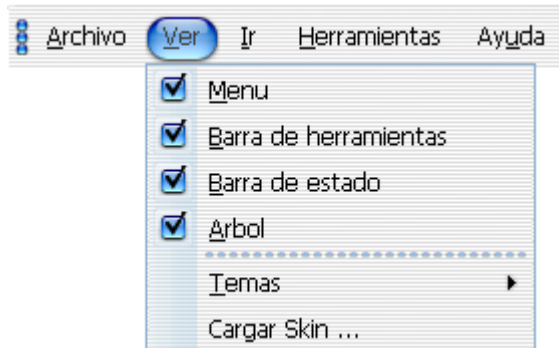 Archivo Ver Ir Herramientas Ayuda
Menu
Barra de herramientas
Barra de estado
Arbol
Temas
Cargar Skin ...